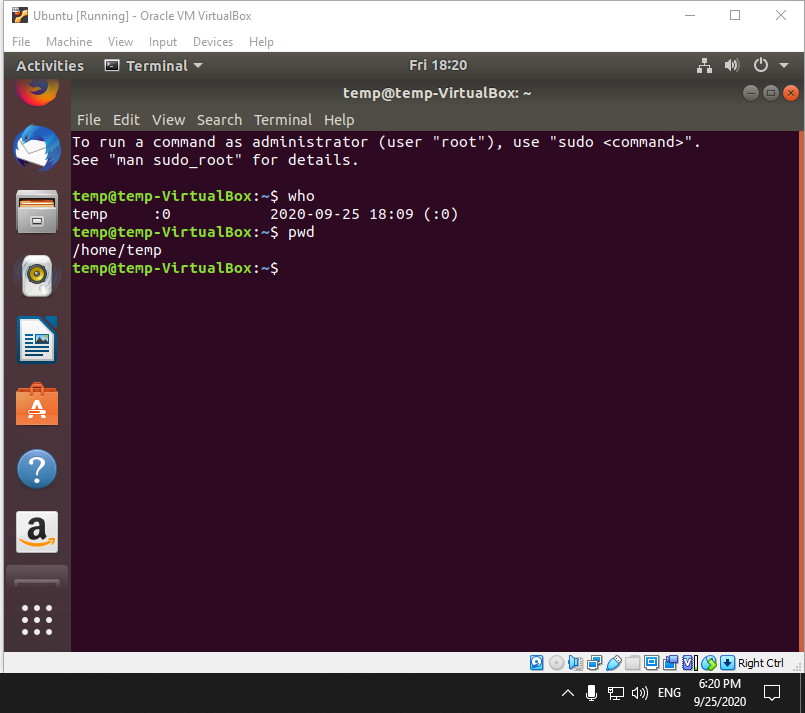 Ubuntu [Running] - Oracle VM VirtualBox
File Machine View Input Devices Help
Activities Terminal Fri 18:20
temp@temp-VirtualBox: ~
File Edit View Search Terminal Help
To run a command as administrator (user "root"), use "sudo <command>".
See "man sudo_root" for details.
temp@temp-VirtualBox:~$ who
temp     :0           2020-09-25 18:09 (:0)
temp@temp-VirtualBox:~$ pwd
/home/temp
temp@temp-VirtualBox:~$
A
?
a
Right Ctrl
ENG
6:20 PM
9/25/2020